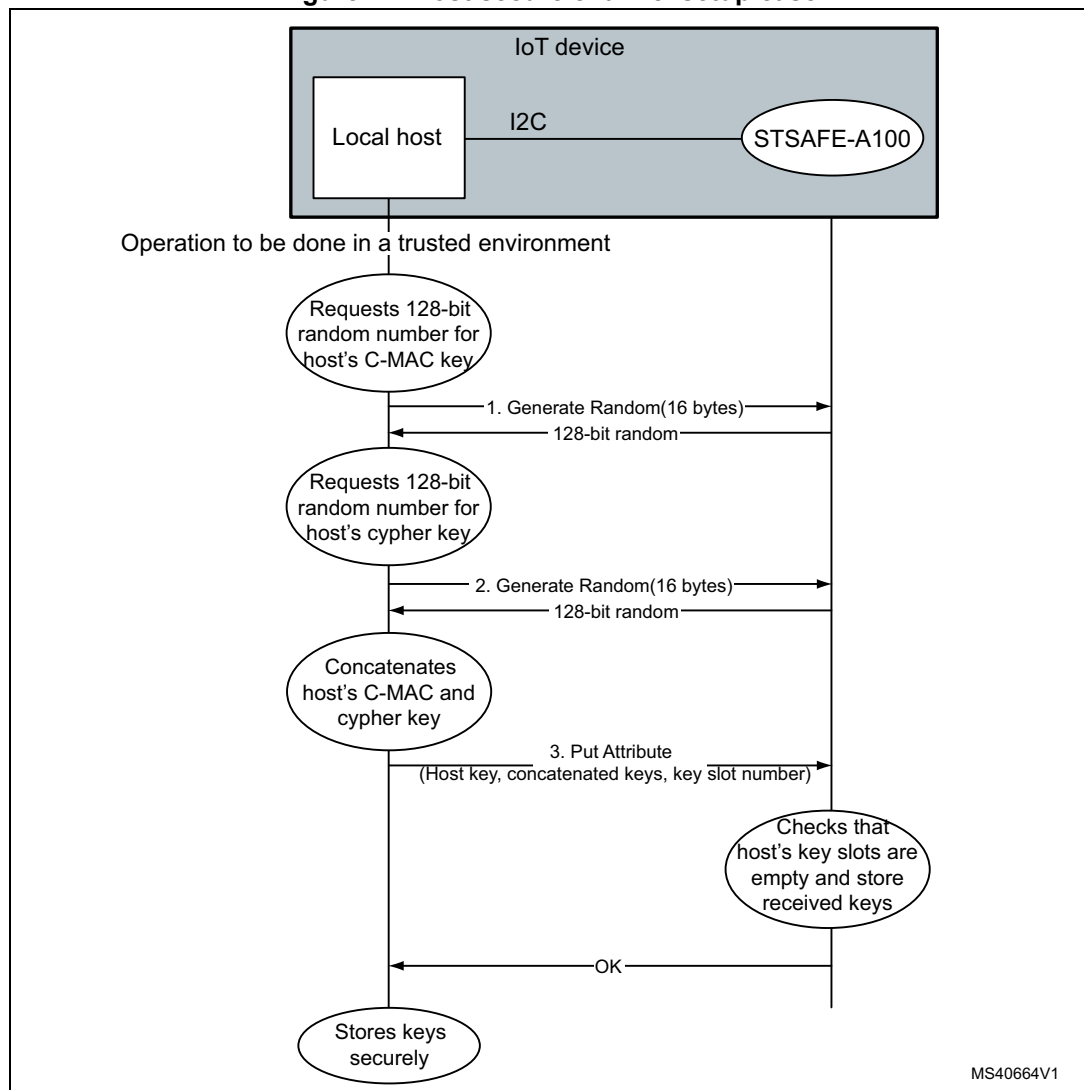 IoT device
Local host
I2C
STSAFE-A100
Operation to be done in a trusted environment
Requests 128-bit
random number for
host's C-MAC key
1. Generate Random(16 bytes)
128-bit random
Requests 128-bit
random number for
host's cypher key
2. Generate Random(16 bytes)
128-bit random
Concatenates
host's C-MAC and
cypher key
3. Put Attribute
(Host key, concatenated keys, key slot number)
Checks that
host's key slots are
empty and store
received keys
OK
Stores keys
securely
MS40664V1